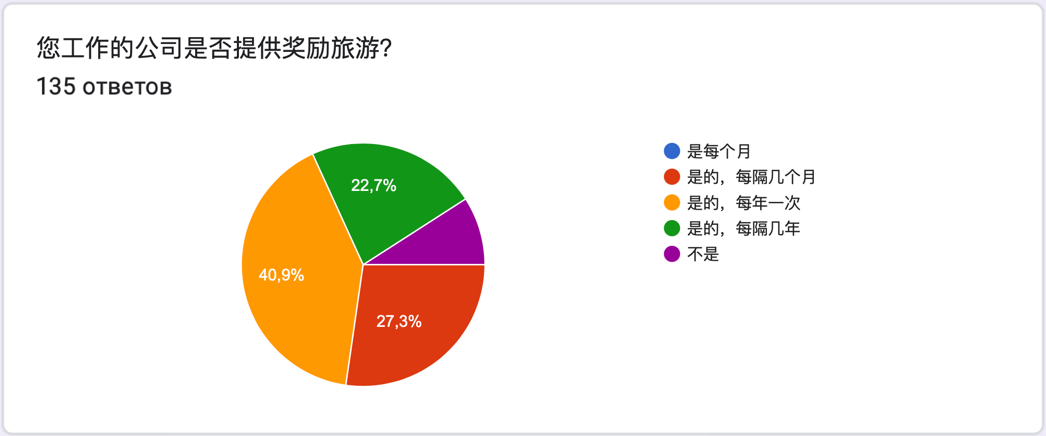 您工作的公司是否提供奖励旅游?
135 ответов
22,7%
40,9%
27,3%
是每个月
是的，每隔几个月
是的，每年一次
是的，每隔几年
不是